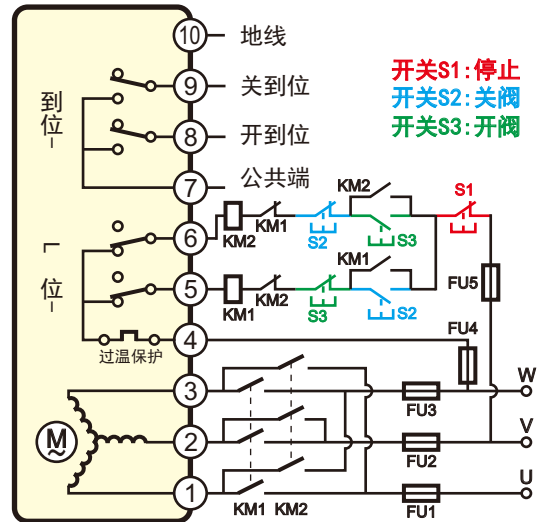 10 地线
9 关到位
8 开到位
7 公共端
到位-
开关S1:停止
开关S2:关阀
开关S3:开阀
6 KM2 KM1 S2 KM2 S3 S1
5 KM1 KM2 S3 KM1 S2 FU5
位-
4 FU4
过温保护
3 FU3 W
M
~
2 FU2 V
1 KM1 KM2 FU1 U